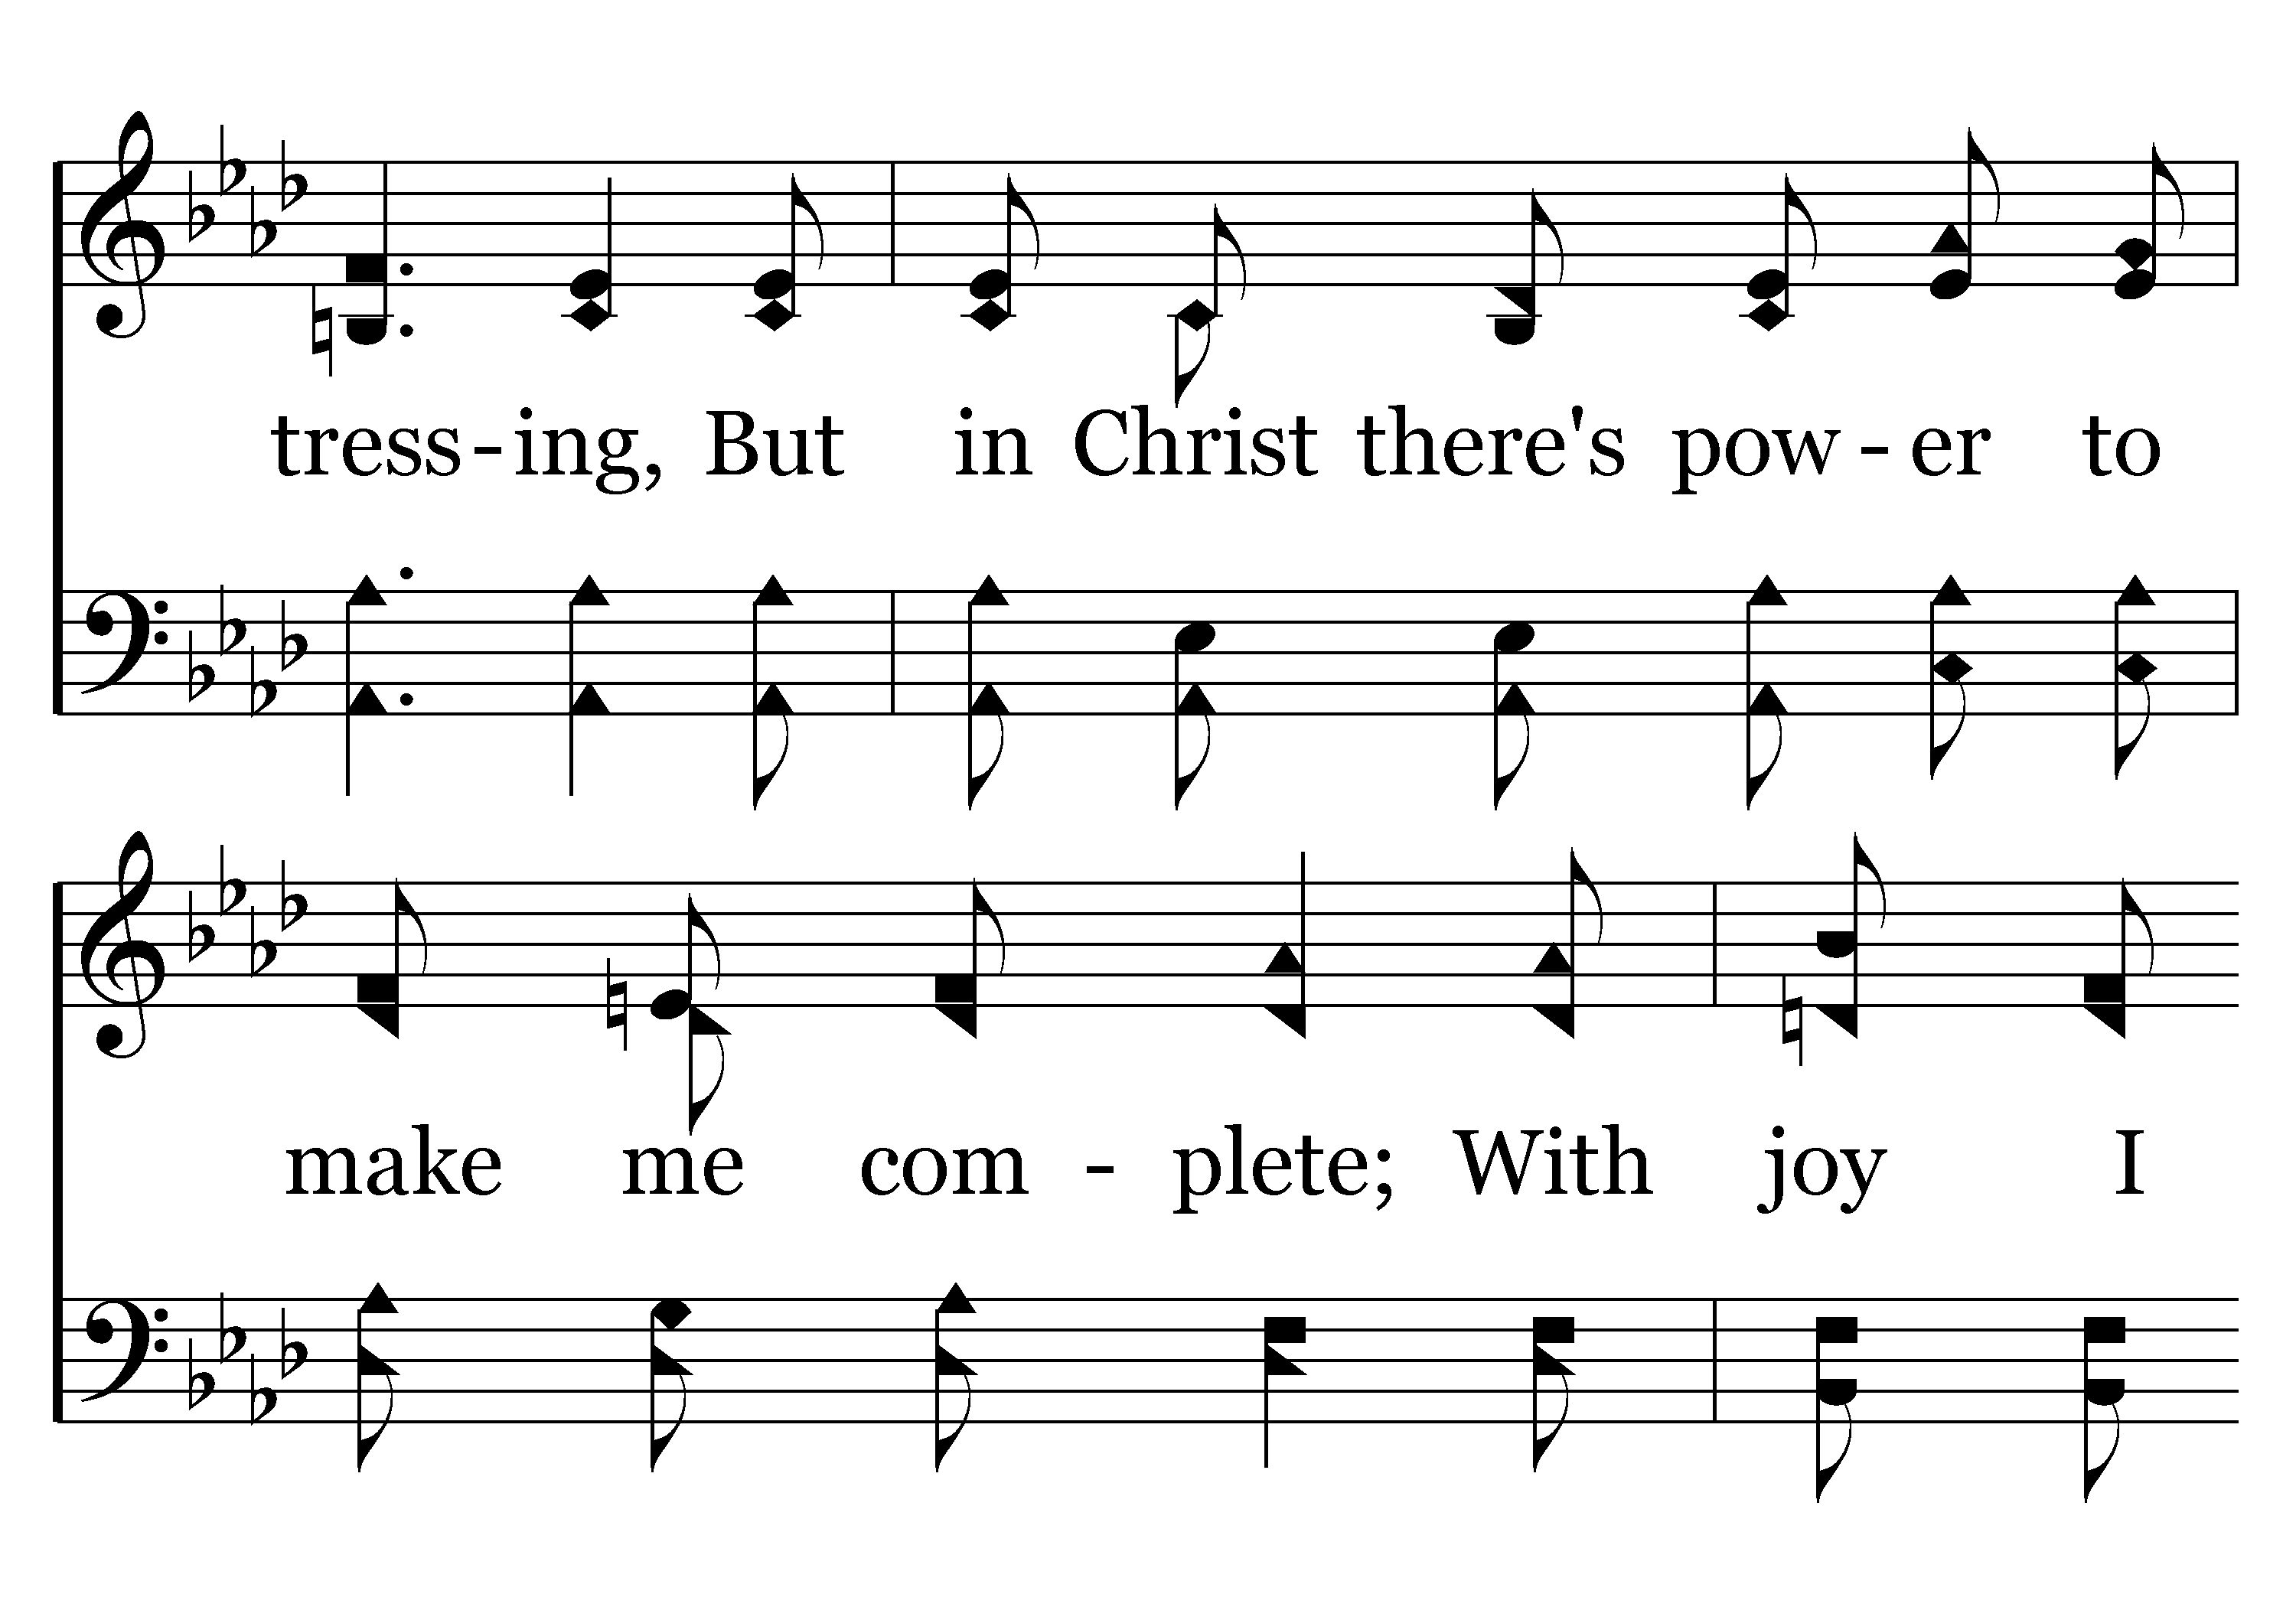 tress-ing, But in Christ there's pow-er to
make me com-plete; With joy I